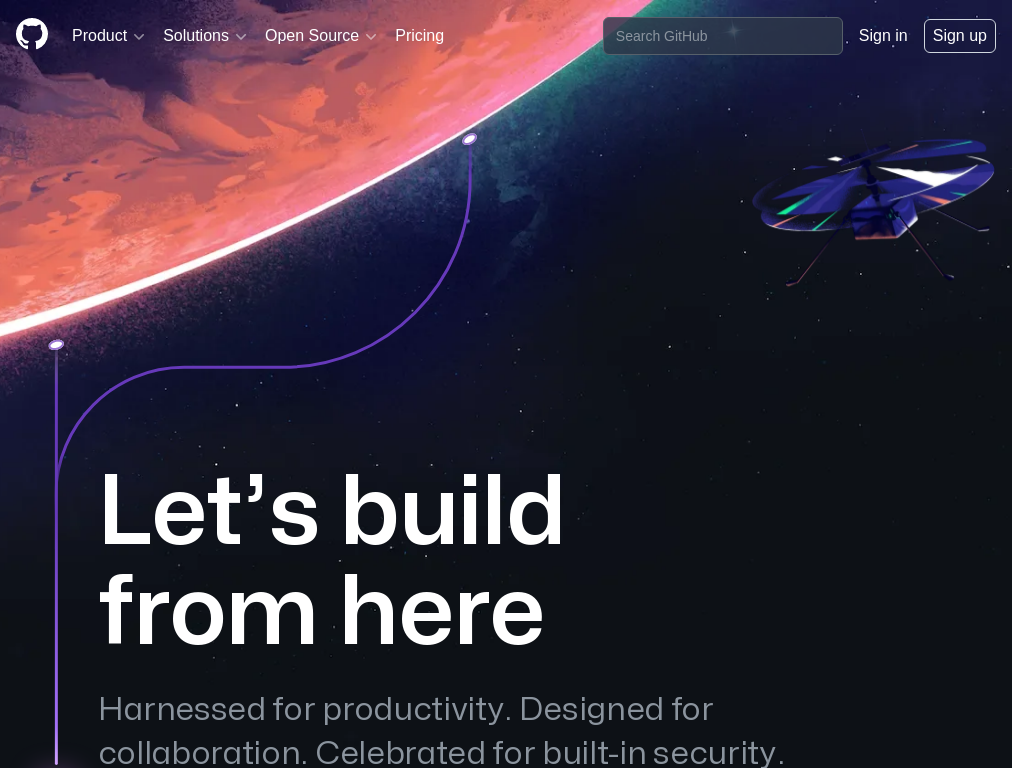 Product Solutions Open Source Pricing Search GitHub Sign in Sign up
Let’s build
from here
Harnessed for productivity. Designed for
collaboration. Celebrated for built-in security.